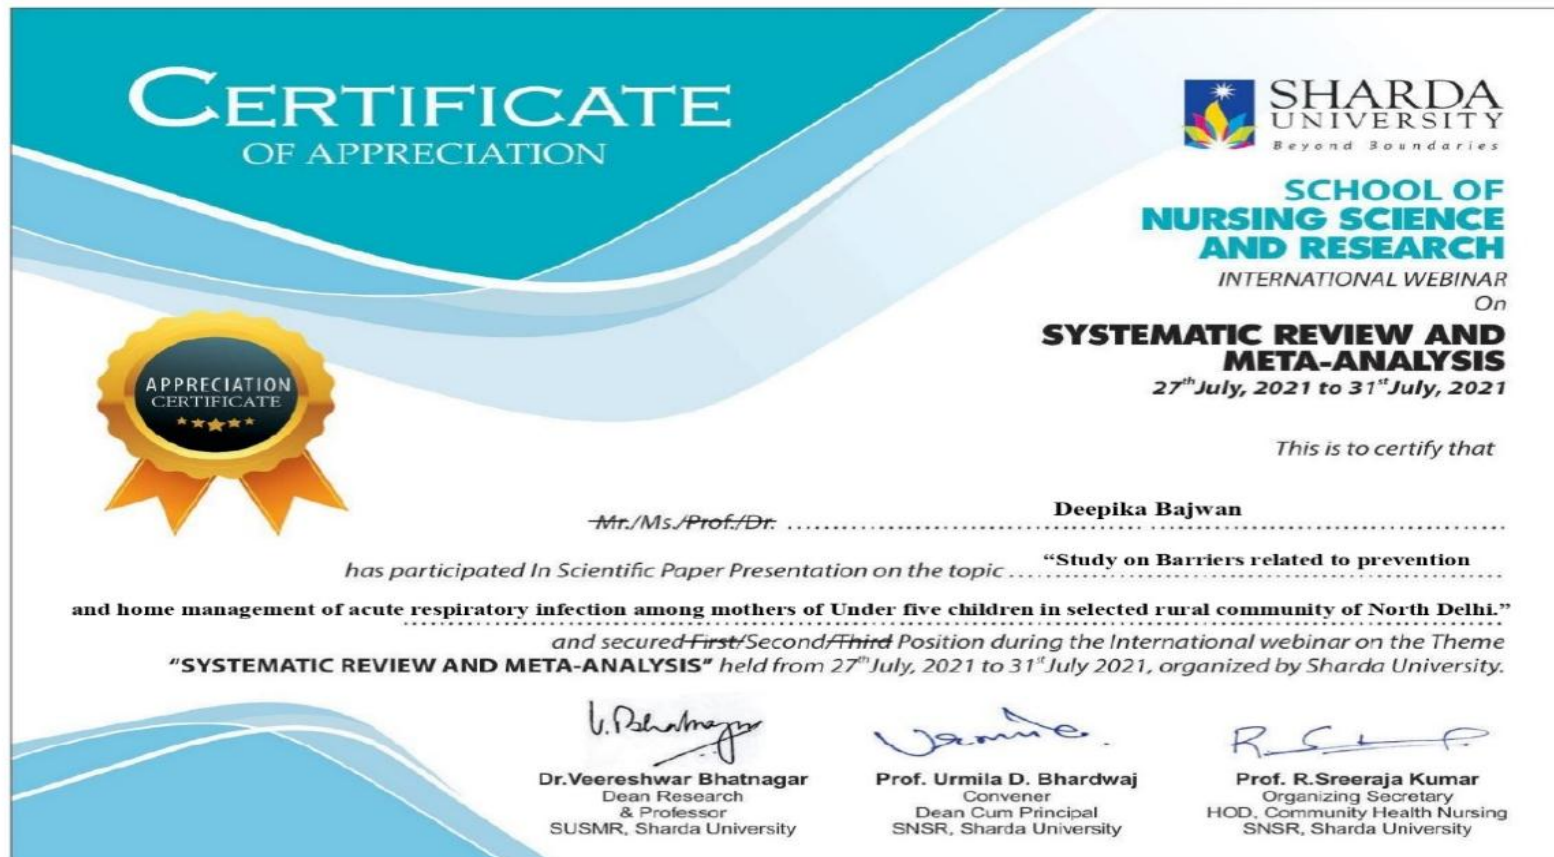 CERTIFICATE
OF APPRECIATION
SHARDA
UNIVERSITY
Beyond Boundaries
SCHOOL OF
NURSING SCIENCE
AND RESEARCH
INTERNATIONAL WEBINAR
On
SYSTEMATIC REVIEW AND
META-ANALYSIS
27th July, 2021 to 31st July, 2021
APPRECIATION
CERTIFICATE
This is to certify that
Mr./Ms./Prof./Dr. Deepika Bajwan
has participated In Scientific Paper Presentation on the topic “Study on Barriers related to prevention
and home management of acute respiratory infection among mothers of Under five children in selected rural community of North Delhi.”
and secured First/Second/Third Position during the International webinar on the Theme
"SYSTEMATIC REVIEW AND META-ANALYSIS" held from 27th July, 2021 to 31st July 2021, organized by Sharda University.
V. Bhatnagar
Dr.Veereshwar Bhatnagar
Dean Research
& Professor
SUSMR, Sharda University
Prof. Urmila D. Bhardwaj
Convener
Dean Cum Principal
SNSR, Sharda University
Prof. R.Sreeraja Kumar
Organizing Secretary
HOD, Community Health Nursing
SNSR, Sharda University